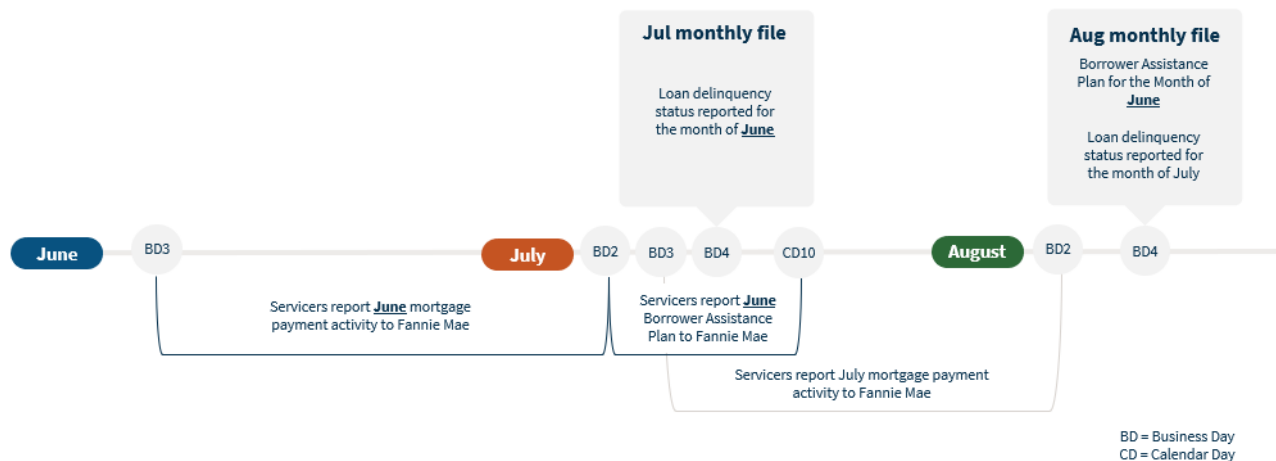 Jul monthly file
Loan delinquency
status reported for
the month of June
Aug monthly file
Borrower Assistance
Plan for the Month of
June
Loan delinquency
status reported for
the month of July
June
BD3
July
BD2
BD3
BD4
CD10
August
BD2
BD4
Servicers report June mortgage
payment activity to Fannie Mae
Servicers report June
Borrower Assistance
Plan to Fannie Mae
Servicers report July mortgage payment
activity to Fannie Mae
BD = Business Day
CD = Calendar Day